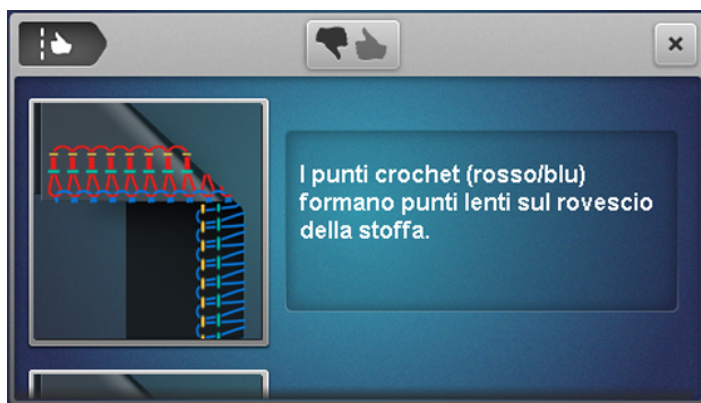 I punti crochet (rosso/blu)
formano punti lenti sul rovescio
della stoffa.